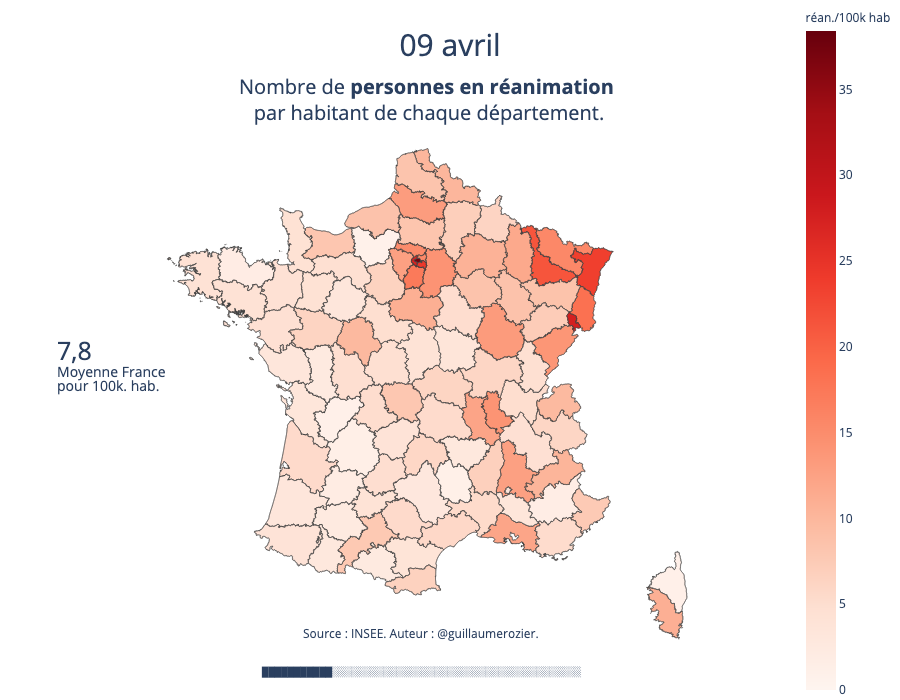 réan./100k hab
09 avril
Nombre de personnes en réanimation
par habitant de chaque département.
35
30
25
20
15
10
5
0
7,8
Moyenne France
pour 100k. hab.
Source : INSEE. Auteur : @guillaumerozier.